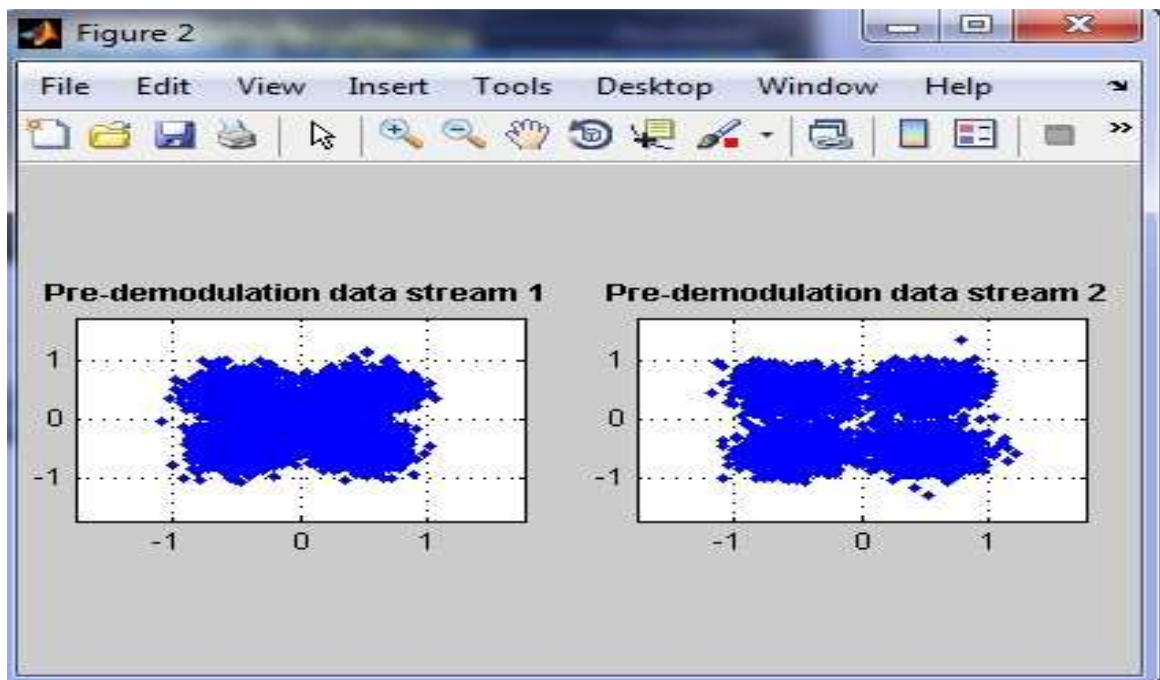 Figure 2
File Edit View Insert Tools Desktop Window Help
Pre-demodulation data stream 1
1
0
-1
-1 0 1
Pre-demodulation data stream 2
1
0
-1
-1 0 1